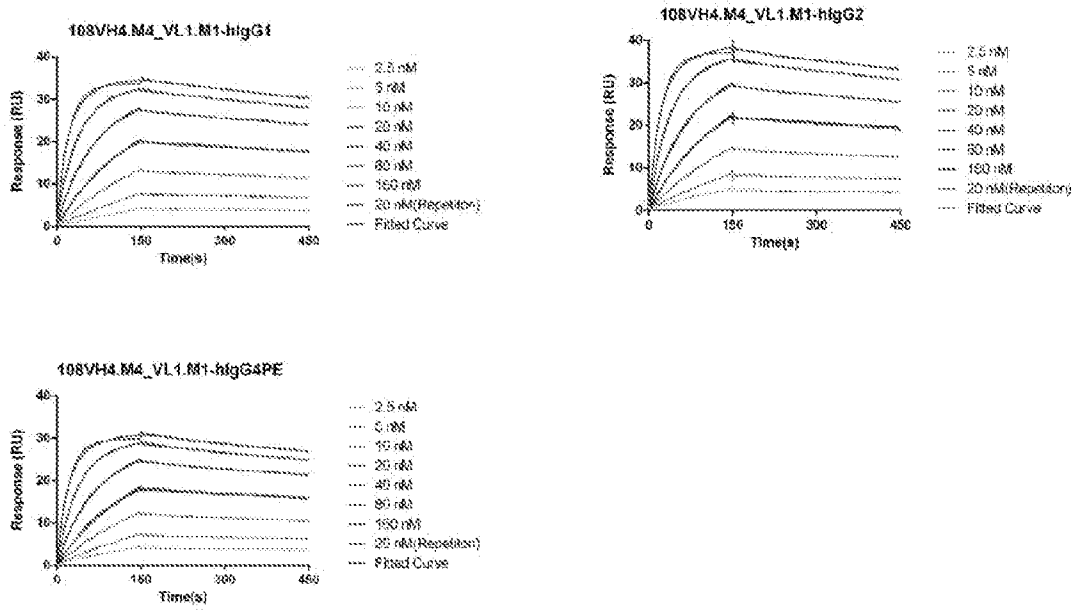 108VH4.M4_VL1.M1-hIgG1
40
30
20
10
0
Response (RU)
0 150 300 450
Time(s)
2.5 nM
5 nM
10 nM
20 nM
40 nM
80 nM
160 nM
20 nM(Repetiton)
Fitted Curve
108VH4.M4_VL1.M1-hIgG2
40
30
20
10
0
Response (RU)
0 150 300 450
Time(s)
2.5 nM
5 nM
10 nM
20 nM
40 nM
80 nM
160 nM
20 nM(Repetiton)
Fitted Curve
108VH4.M4_VL1.M1-hIgG4PE
40
30
20
10
0
Response (RU)
0 150 300 450
Time(s)
2.5 nM
5 nM
10 nM
20 nM
40 nM
80 nM
160 nM
20 nM(Repetiton)
Fitted Curve